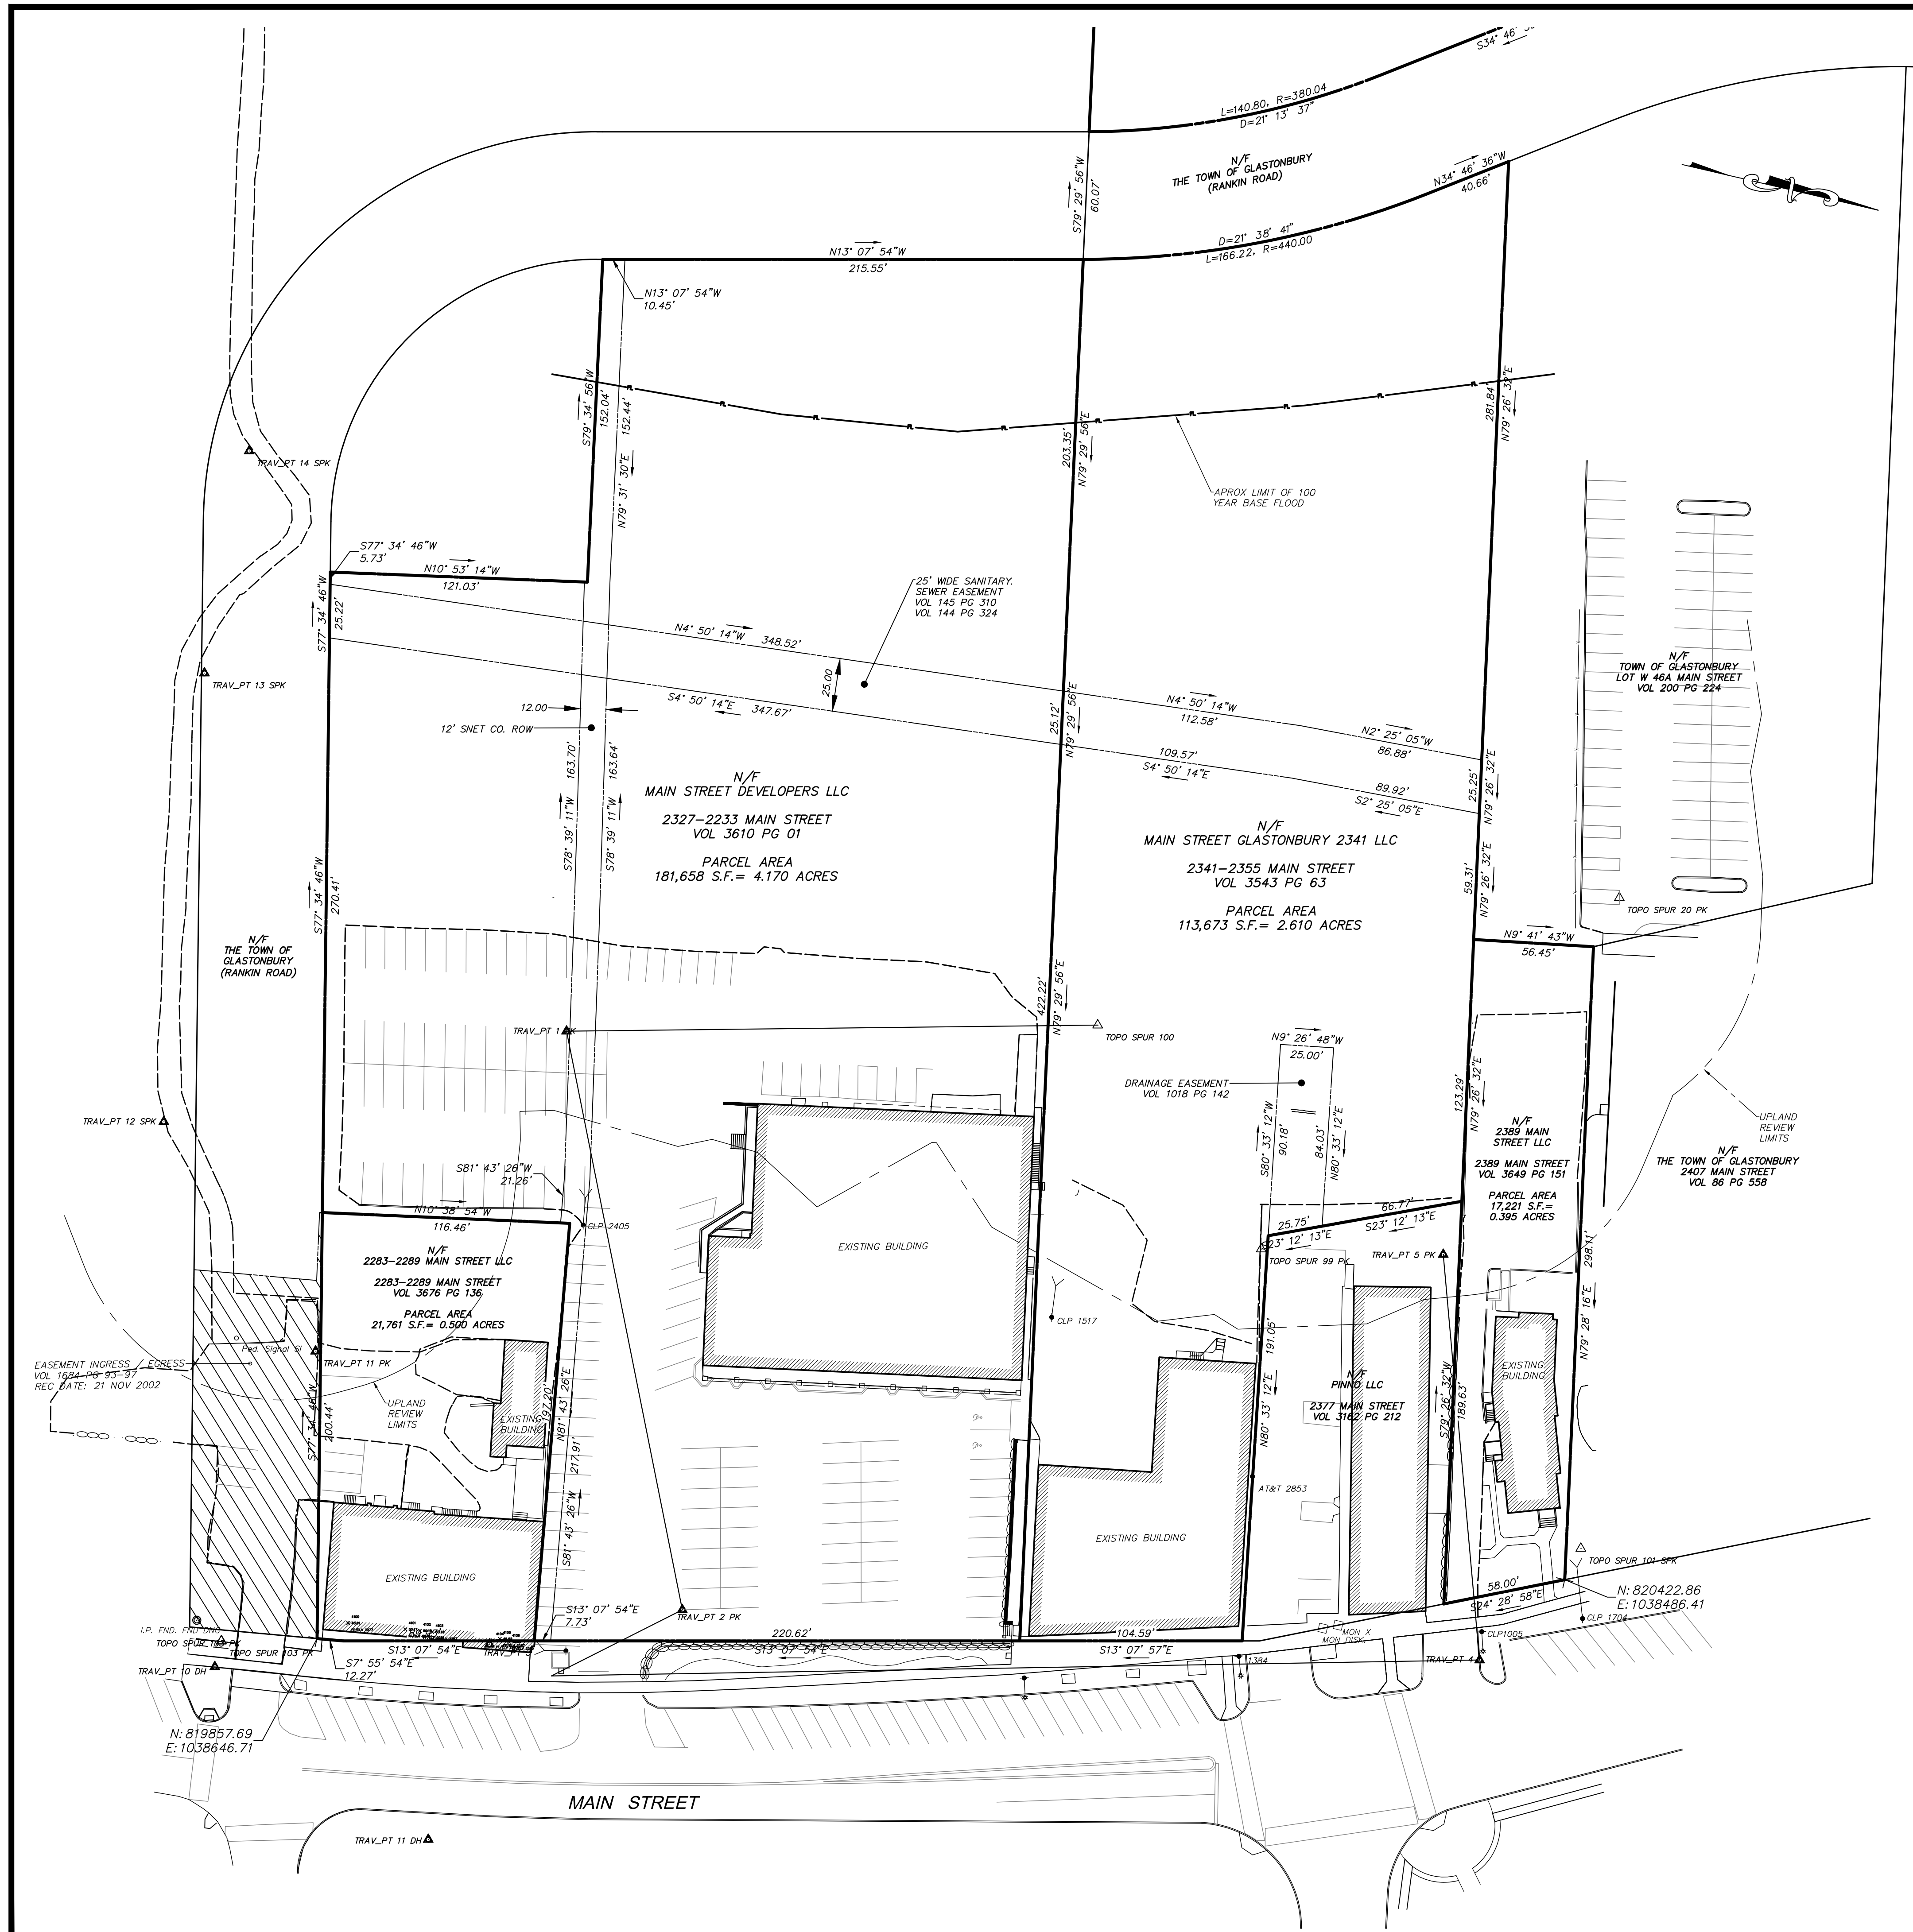 S34° 46'
L=140.80, R=380.04
D=21° 13' 37"
N/F
THE TOWN OF GLASTONBURY
(RANKIN ROAD)
S79° 29' 56"W
60.07'
N34° 46' 36"W
40.66'
D=21° 38' 41"
L=166.22, R=440.00
N13° 07' 54"W
215.55'
N13° 07' 54"W
10.45'
S79° 34' 56"W
152.04'
152.44'
N79° 31' 30"E
203.35'
N79° 29' 56"E
281.84'
N79° 26' 32"E
TRAV_PT 14 SPK
APROX LIMIT OF 100
YEAR BASE FLOOD
S77° 34' 46"W
5.73'
N10° 53' 14"W
121.03'
S77° 34' 46"W
25.22'
25' WIDE SANITARY.
SEWER EASEMENT
VOL 145 PG 310
VOL 144 PG 324
N4° 50' 14"W 348.52'
25.00
S4° 50' 14"E 347.67'
TRAV_PT 13 SPK
12.00
12' SNET CO. ROW
N/F
TOWN OF GLASTONBURY
LOT W 46A MAIN STREET
VOL 200 PG 224
25.12'
N79° 29' 56"E
N4° 50' 14"W
112.58'
N2° 25' 05"W
86.88'
109.57'
S4° 50' 14"E
89.92'
S2° 25' 05"E
25.25'
N79° 26' 32"E
163.70'
163.64'
S78° 39' 11"W
S78° 39' 11"W
N/F
MAIN STREET DEVELOPERS LLC
2327-2233 MAIN STREET
VOL 3610 PG 01
PARCEL AREA
181,658 S.F.= 4.170 ACRES
N/F
MAIN STREET GLASTONBURY 2341 LLC
2341-2355 MAIN STREET
VOL 3543 PG 63
PARCEL AREA
113,673 S.F.= 2.610 ACRES
59.31'
N79° 26' 32"E
S77° 34' 46"W
270.41'
TOPO SPUR 20 PK
N/F
THE TOWN OF
GLASTONBURY
(RANKIN ROAD)
N9° 41' 43"W
56.45'
422.22'
N79° 29' 56"E
TRAV_PT 1 PK
TOPO SPUR 100
N9° 26' 48"W
25.00'
DRAINAGE EASEMENT
VOL 1018 PG 142
S80° 33' 12"W
90.18'
84.03'
N80° 33' 12"E
123.29'
N79° 26' 32"E
TRAV_PT 12 SPK
N/F
2389 MAIN
STREET LLC
2389 MAIN STREET
VOL 3649 PG 151
PARCEL AREA
17,221 S.F.=
0.395 ACRES
UPLAND
REVIEW
LIMITS
N/F
THE TOWN OF GLASTONBURY
2407 MAIN STREET
VOL 86 PG 558
S81° 43' 26"W
21.26'
N10° 38' 54"W
116.46'
CLP 2405
N/F
2283-2289 MAIN STREET LLC
2283-2289 MAIN STREET
VOL 3676 PG 136
PARCEL AREA
21,761 S.F.= 0.500 ACRES
EXISTING BUILDING
25.75'
S23° 12' 13"E
66.77'
S23° 12' 13"E
TOPO SPUR 99 PK
TRAV_PT 5 PK
298.11'
N79° 28' 16"E
CLP 1517
Ped. Signal Sl
TRAV_PT 11 PK
EASEMENT INGRESS / EGRESS
VOL 1684 PG 93-97
REC DATE: 21 NOV 2002
UPLAND
REVIEW
LIMITS
EXISTING
BUILDING
S77° 34' 46"W
200.44'
197.20'
N81° 43' 26"E
217.91'
S81° 43' 26"W
191.05'
N80° 33' 12"E
N/F
PINNO LLC
2377 MAIN STREET
VOL 3162 PG 212
S79° 26' 32"W
189.63'
EXISTING
BUILDING
AT&T 2853
EXISTING BUILDING
EXISTING BUILDING
TOPO SPUR 101 SPK
N: 820422.86
E: 1038486.41
58.00'
S24° 28' 58"E
CLP 1704
S13° 07' 54"E
7.73'
TRAV_PT 2 PK
I.P. FND. FND DNG
TOPO SPUR 103 PK
TRAV_PT 10 DH
S7° 55' 54"E
12.27'
S13° 07' 54"E
TRAV_PT 3
220.62'
S13° 07' 54"E
104.59'
S13° 07' 57"E
MON X
MON DISK
CLP1005
1384
TRAV_PT 4
N: 819857.69
E: 1038646.71
MAIN STREET
TRAV_PT 11 DH